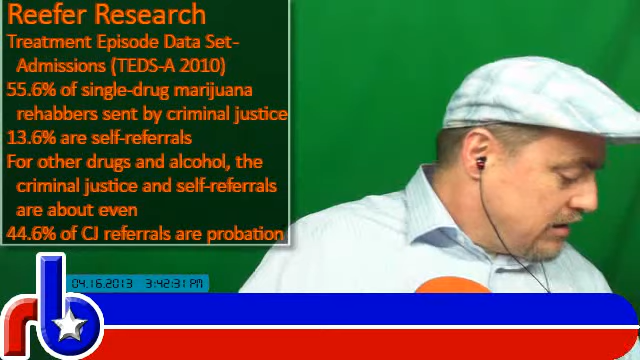 Reefer Research
Treatment Episode Data Set-
Admissions (TEDS-A 2010)
55.6% of single-drug marijuana
rehabbers sent by criminal justice
13.6% are self-referrals
For other drugs and alcohol, the
criminal justice and self-referrals
are about even
44.6% of CJ referrals are probation
04.16.2013 3:42:31 PM
rb